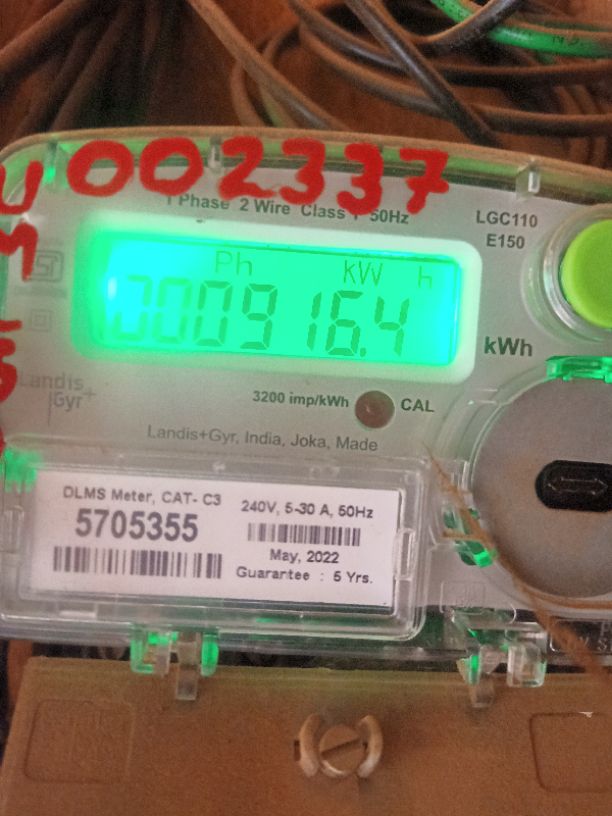 002337
1 Phase 2 Wire Class 1 50Hz
LGC110
E150
Ph kW h
000916.4
kWh
Landis
Gyr+
3200 imp/kWh
CAL
Landis+Gyr, India, Joka, Made
DLMS Meter, CAT- C3
5705355
240V, 5-30 A, 50Hz
May, 2022
Guarantee : 5 Yrs.